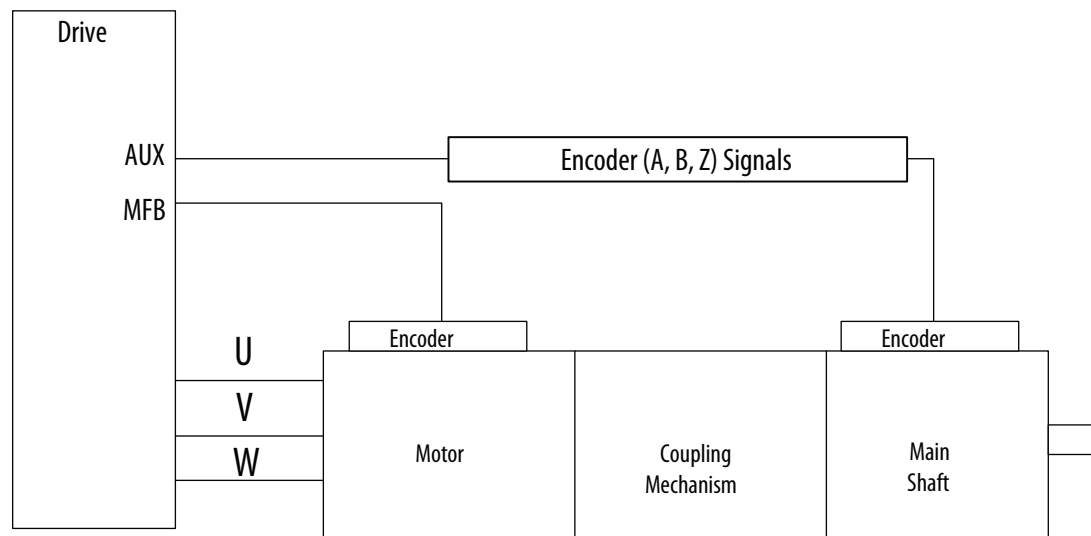 Drive
AUX
Encoder (A, B, Z) Signals
MFB
Encoder
Encoder
U
V
W
Motor
Coupling
Mechanism
Main
Shaft